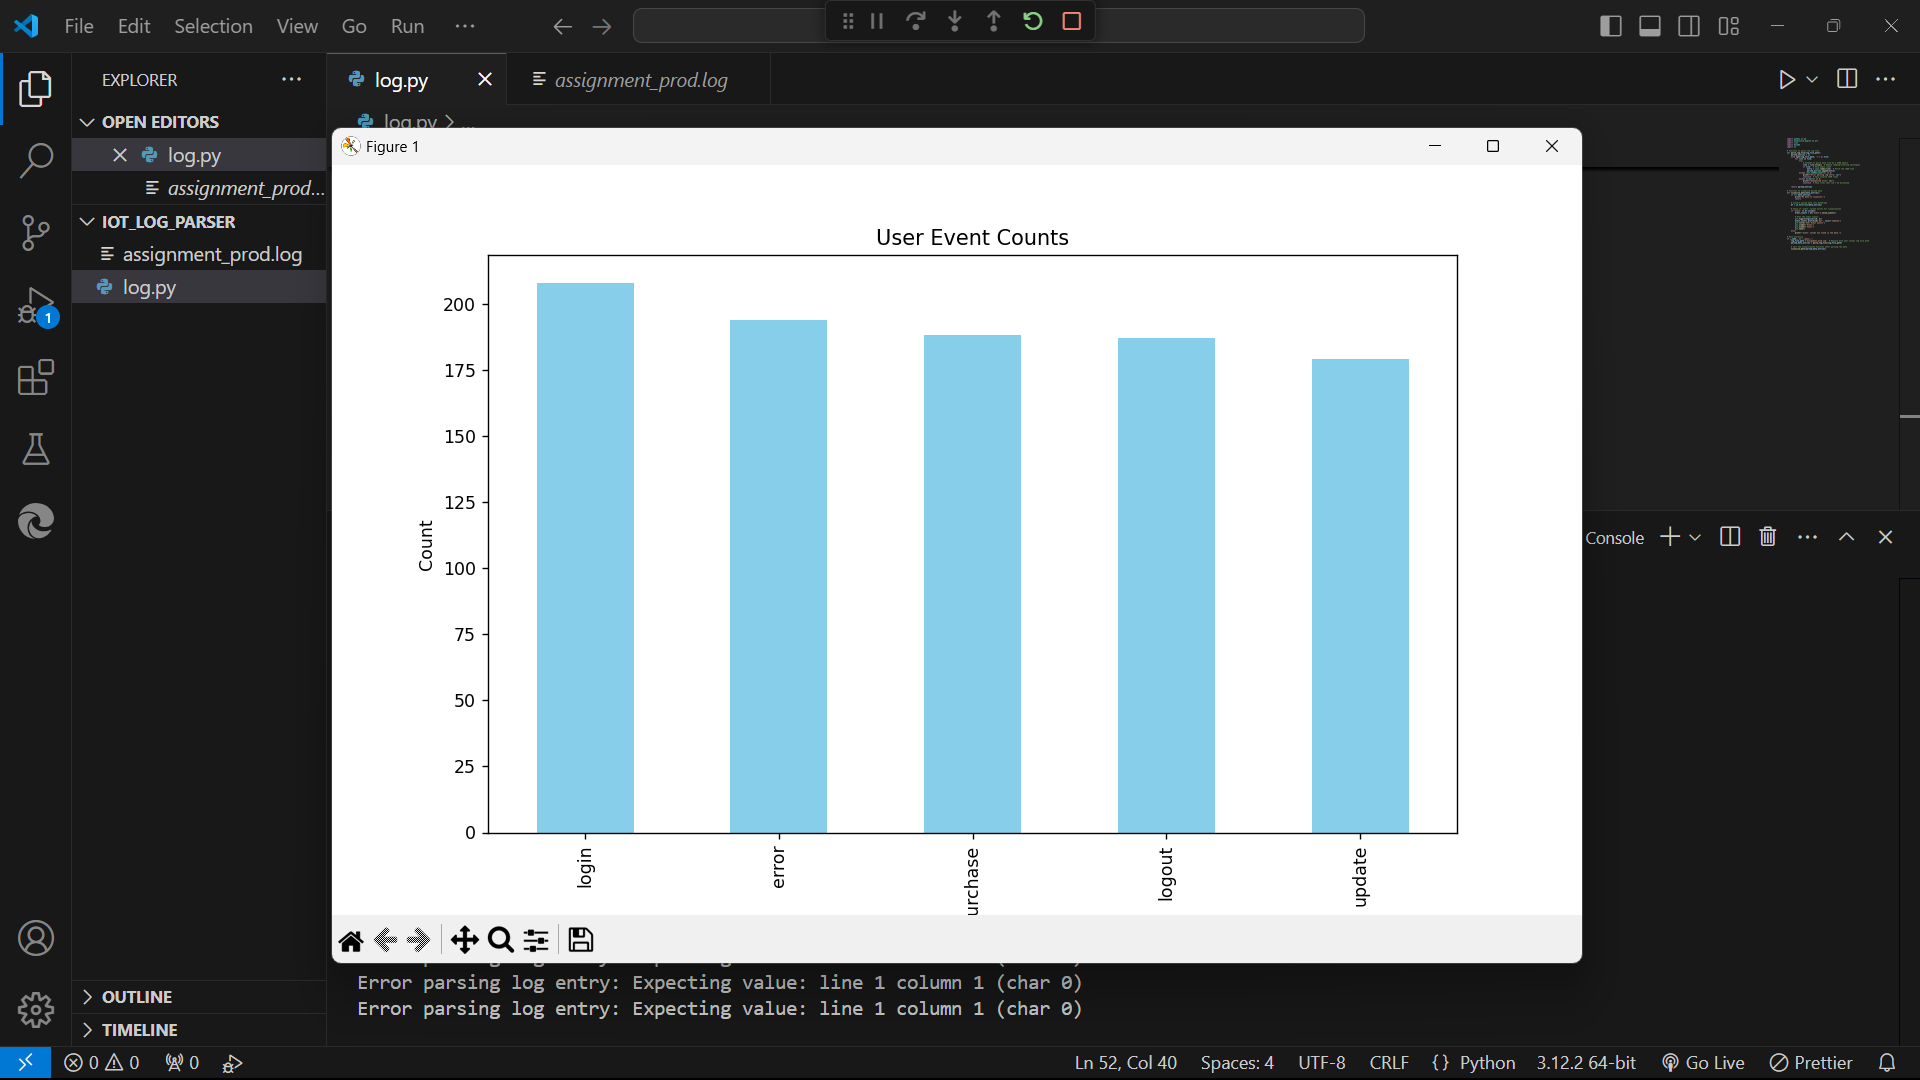 File Edit Selection View Go Run ···
EXPLORER ···
log.py
assignment_prod.log
OPEN EDITORS
log.py
log.py > ...
Figure 1
assignment_prod...
IOT_LOG_PARSER
assignment_prod.log
log.py
1
User Event Counts
Count
200
175
150
125
100
75
50
25
0
login
error
urchase
logout
update
Console
Error parsing log entry: Expecting value: line 1 column 1 (char 0)
Error parsing log entry: Expecting value: line 1 column 1 (char 0)
OUTLINE
TIMELINE
0 0 0
Ln 52, Col 40 Spaces: 4 UTF-8 CRLF {} Python 3.12.2 64-bit Go Live Prettier